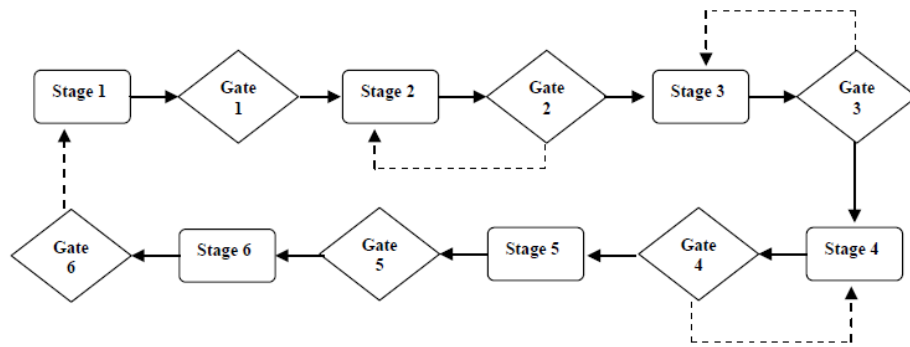 Stage 1
Gate
1
Stage 2
Gate
2
Stage 3
Gate
3
Stage 4
Gate
4
Stage 5
Gate
5
Stage 6
Gate
6